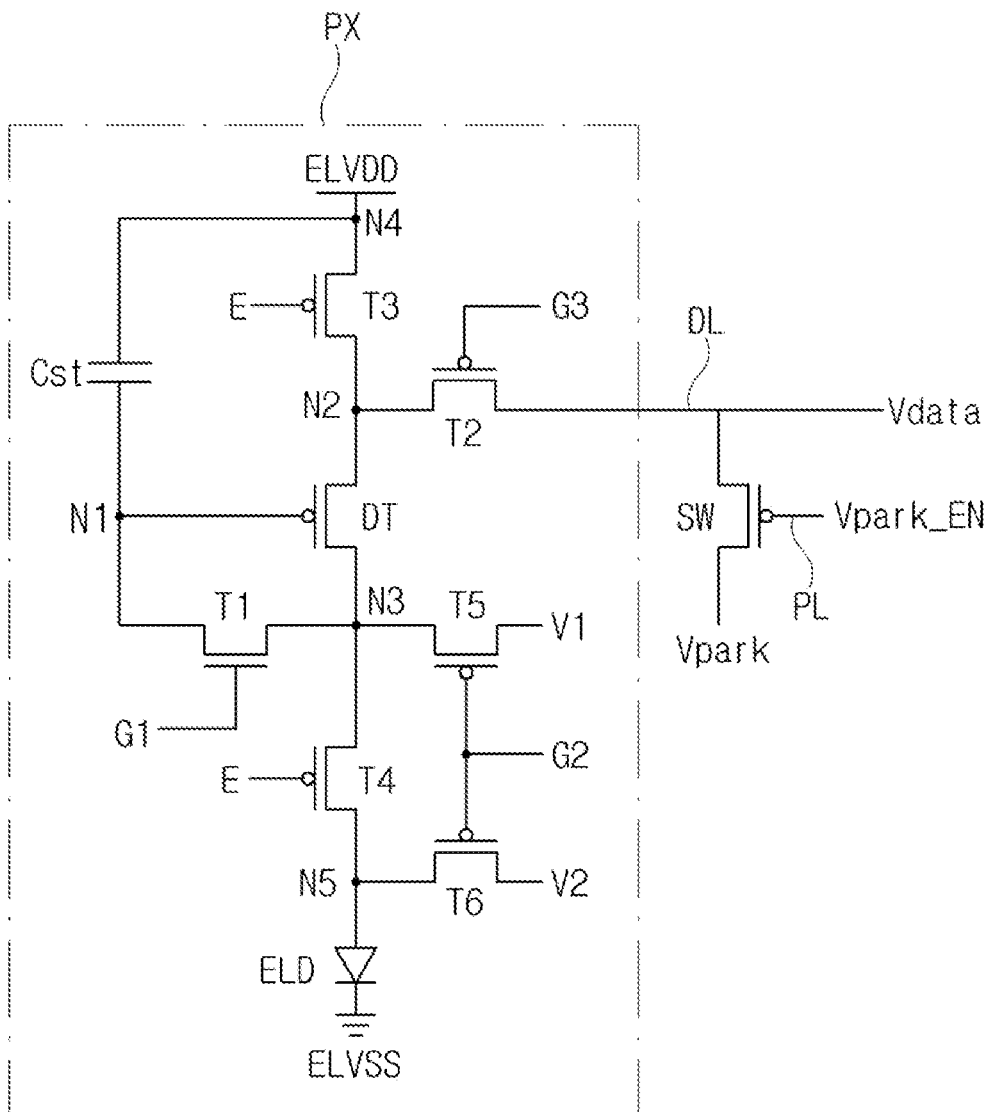 PX
ELVDD
N4
E
T3
G3
DL
Cst
N2
T2
Vdata
N1
DT
SW
Vpark_EN
T1
N3
T5
V1
PL
Vpark
G1
E
T4
G2
N5
T6
V2
ELD
ELVSS